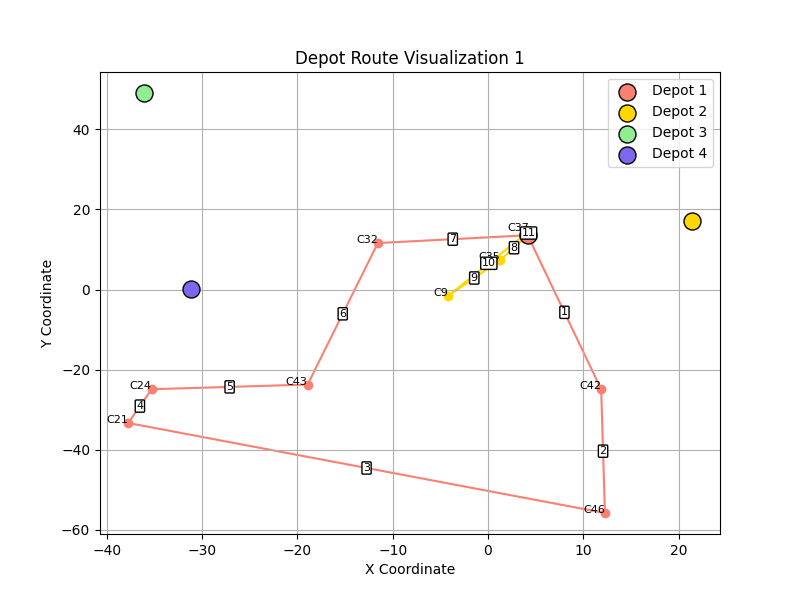 Depot Route Visualization 1
Depot 1
Depot 2
Depot 3
Depot 4
Y Coordinate
40
20
0
−20
−40
−60
C37
11
C32
7
8
C35
10
9
C9
6
1
C43
C24
5
C42
4
C21
2
3
C46
−40
−30
−20
−10
0
10
20
X Coordinate